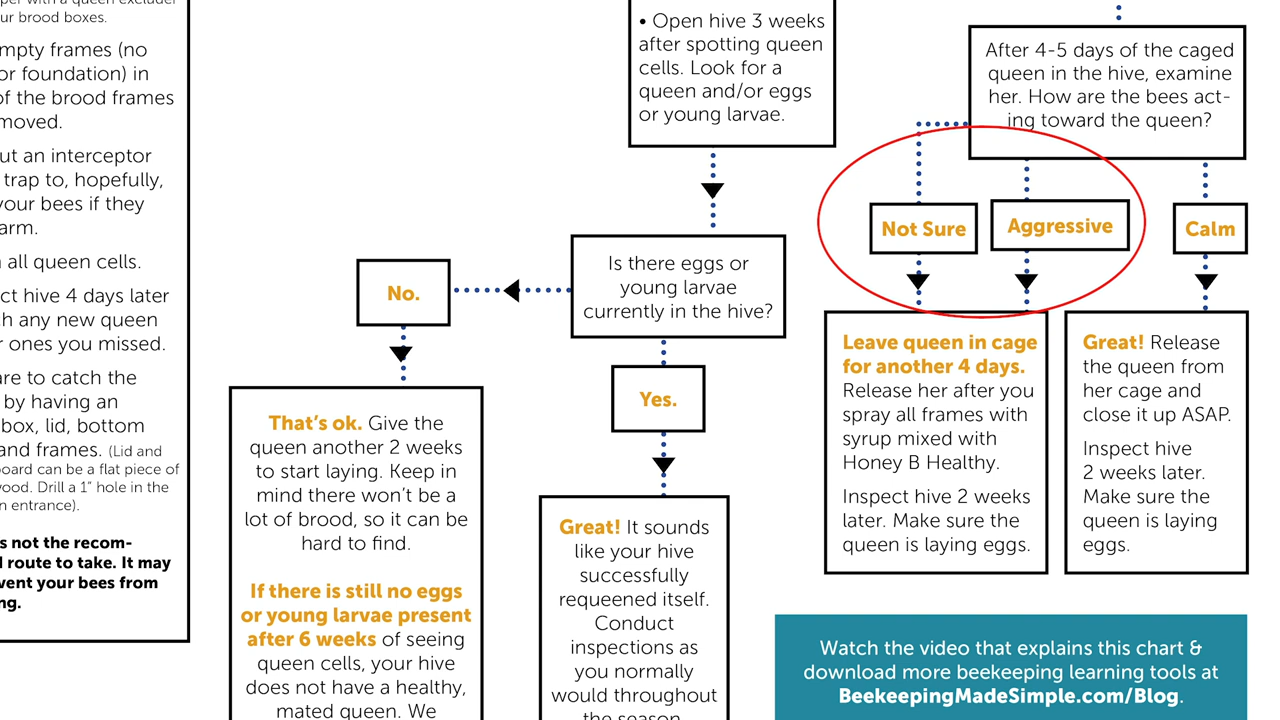 per with a queen excluder
ur brood boxes.
mpty frames (no
or foundation) in
of the brood frames
moved.
ut an interceptor
trap to, hopefully,
your bees if they
arm.
all queen cells.
ct hive 4 days later
ch any new queen
r ones you missed.
are to catch the
by having an
box, lid, bottom
and frames. (Lid and
oard can be a flat piece of
vood. Drill a 1" hole in the
n entrance).
s not the recom-
l route to take. It may
vent your bees from
ng.
• Open hive 3 weeks
after spotting queen
cells. Look for a
queen and/or eggs
or young larvae.
Is there eggs or
young larvae
currently in the hive?
No.
That's ok. Give the
queen another 2 weeks
to start laying. Keep in
mind there won't be a
lot of brood, so it can be
hard to find.
If there is still no eggs
or young larvae present
after 6 weeks of seeing
queen cells, your hive
does not have a healthy,
mated queen. We
Yes.
Great! It sounds
like your hive
successfully
requeened itself.
Conduct
inspections as
you normally
would throughout
the season.
After 4-5 days of the caged
queen in the hive, examine
her. How are the bees act-
ing toward the queen?
Not Sure
Aggressive
Calm
Leave queen in cage
for another 4 days.
Release her after you
spray all frames with
syrup mixed with
Honey B Healthy.
Inspect hive 2 weeks
later. Make sure the
queen is laying eggs.
Great! Release
the queen from
her cage and
close it up ASAP.
Inspect hive
2 weeks later.
Make sure the
queen is laying
eggs.
Watch the video that explains this chart &
download more beekeeping learning tools at
BeekeepingMadeSimple.com/Blog.